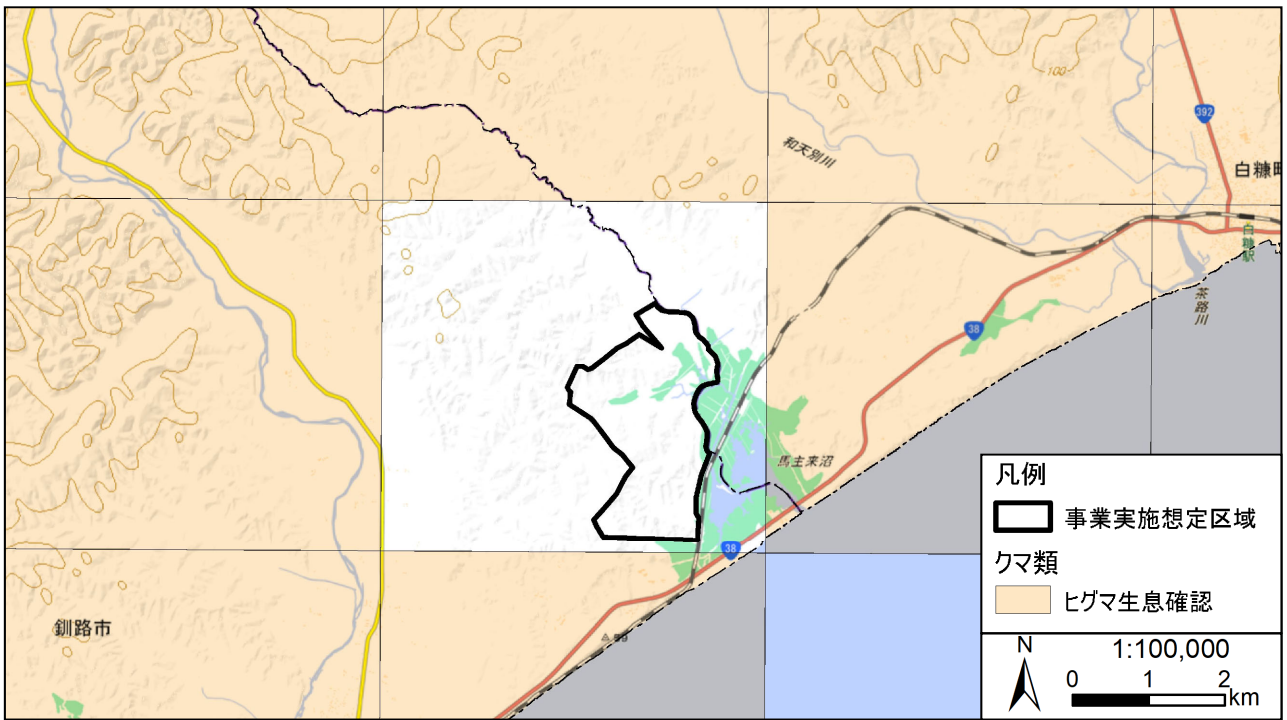 392
100
和天別川
白糠町
白糠駅
茶路川
38
馬主来沼
38
釧路市
凡例
事業実施想定区域
クマ類
ヒグマ生息確認
N
1:100,000
0 1 2
km